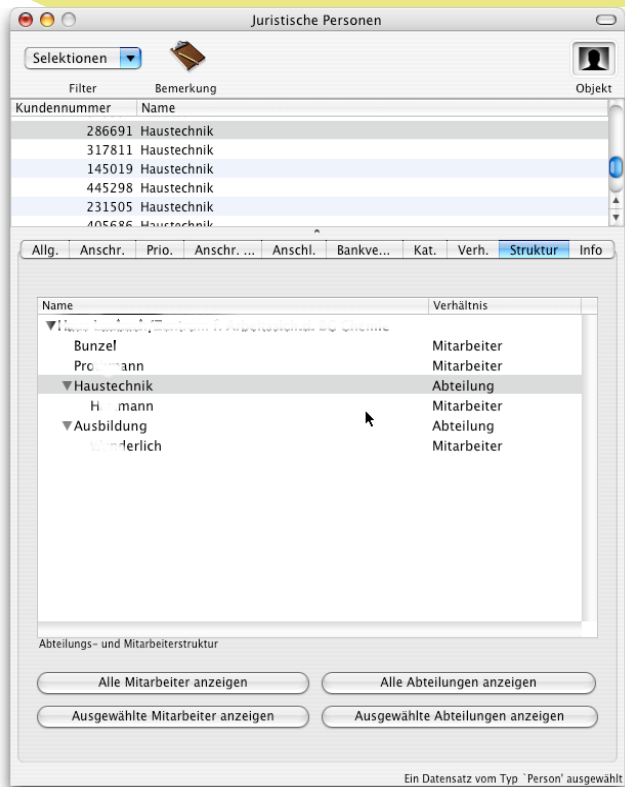 Juristische Personen
Selektionen
Filter Bemerkung Objekt
Kundennummer Name
286691 Haustechnik
317811 Haustechnik
145019 Haustechnik
445298 Haustechnik
231505 Haustechnik
405686 Haustechnik
Allg. Anschr. Prio. Anschr. ... Anschl. Bankve... Kat. Verh. Struktur Info
Name Verhältnis
Bunzel Mitarbeiter
Mitarbeiter
Haustechnik Abteilung
Mitarbeiter
Ausbildung Abteilung
Mitarbeiter
Abteilungs- und Mitarbeiterstruktur
Alle Mitarbeiter anzeigen Alle Abteilungen anzeigen
Ausgewählte Mitarbeiter anzeigen Ausgewählte Abteilungen anzeigen
Ein Datensatz vom Typ `Person' ausgewählt